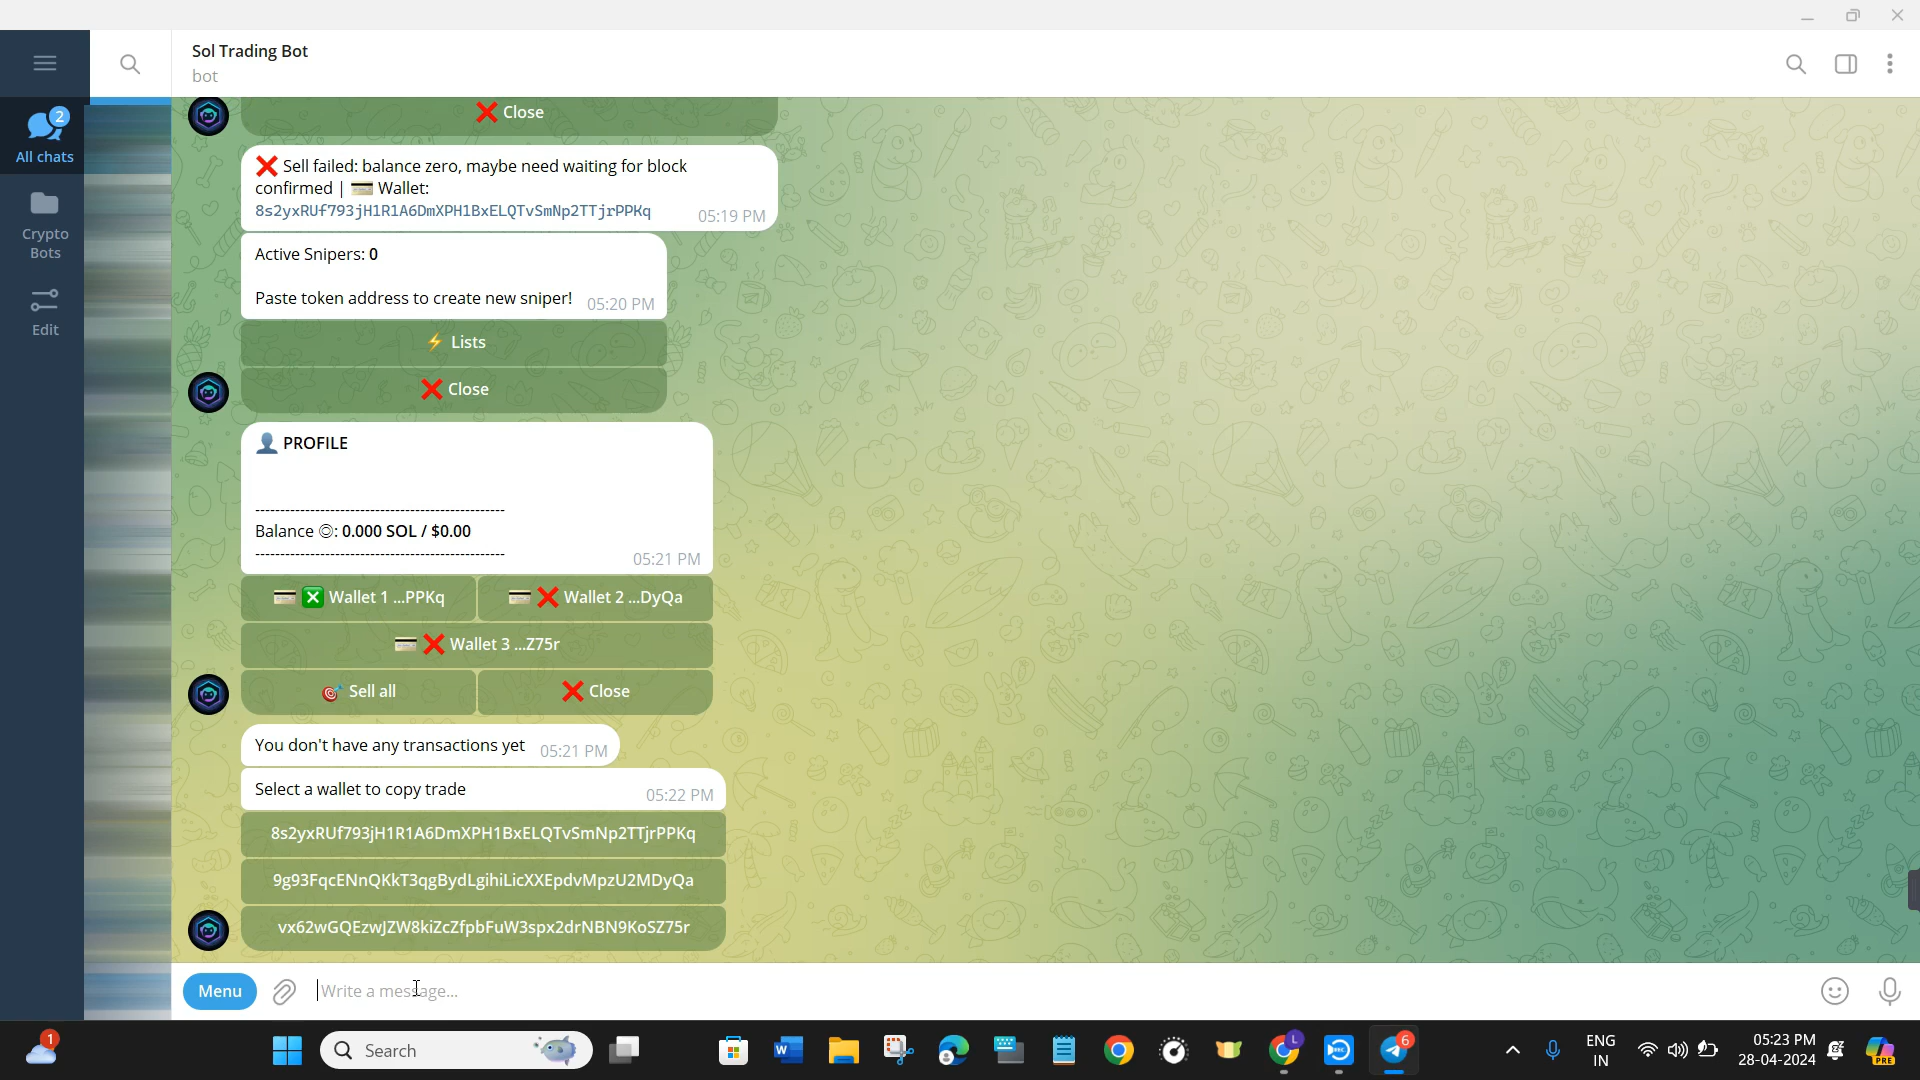 Sol Trading Bot
bot
2
All chats
Crypto
Bots
Edit
❌ Close
❌ Sell failed: balance zero, maybe need waiting for block
confirmed | 💳 Wallet:
8s2yxRUf793jH1R1A6DmXPH1BxELQTvSmNp2TTjrPPKq 05:19 PM
Active Snipers: 0
Paste token address to create new sniper! 05:20 PM
⚡ Lists
❌ Close
👤 PROFILE
--------------------------------------------------
Balance ◎: 0.000 SOL / $0.00
--------------------------------------------------
05:21 PM
💳 ❎ Wallet 1 ...PPKq 💳 ❌ Wallet 2 ...DyQa
💳 ❌ Wallet 3 ...Z75r
🎯 Sell all ❌ Close
You don't have any transactions yet 05:21 PM
Select a wallet to copy trade 05:22 PM
8s2yxRUf793jH1R1A6DmXPH1BxELQTvSmNp2TTjrPPKq
9g93FqcENnQKkT3qgBydLgihiLicXXEpdvMpzU2MDyQa
vx62wGQEzwJZW8kiZcZfpbFuW3spx2drNBN9KoSZ75r
Menu Write a message...
1 Search W L 6 ENG
IN 05:23 PM
28-04-2024 PRE